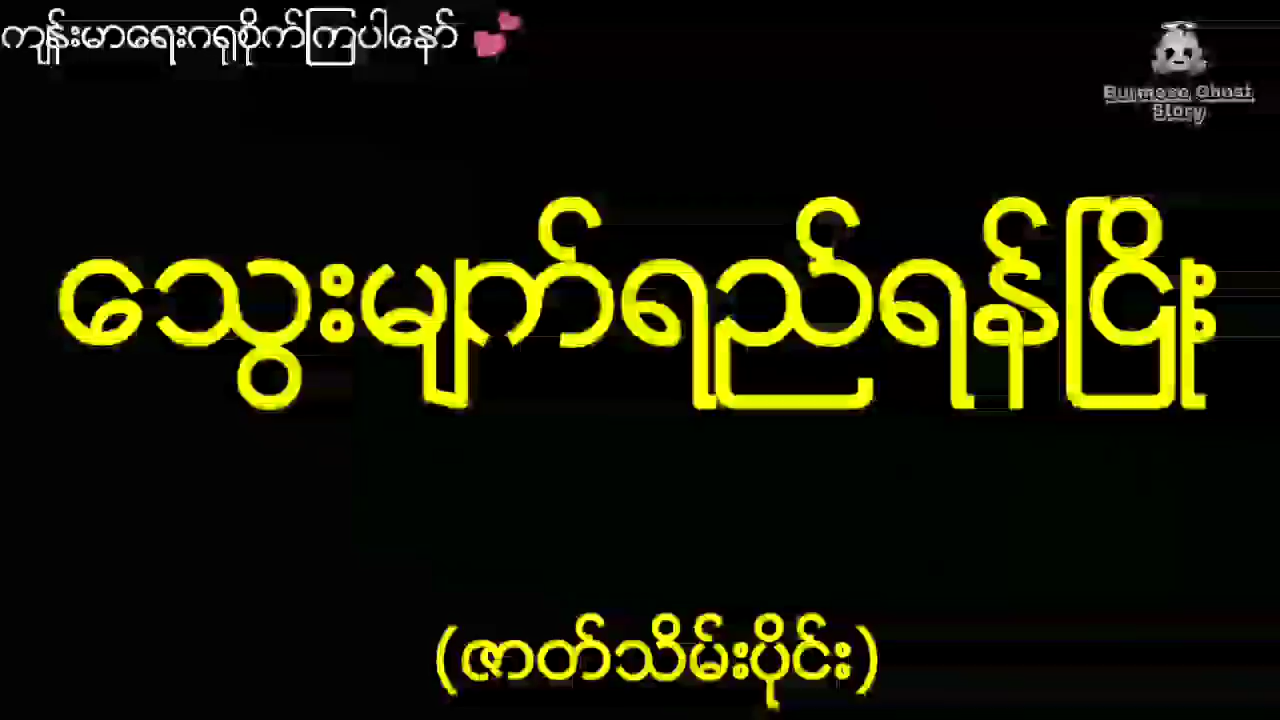 ကျန်းမာရေးဂရုစိုက်ကြပါနော် 💕
Burmese Ghost
Story
သွေးမျက်ရည်ရန်ငြိုး
(ဇာတ်သိမ်းပိုင်း)